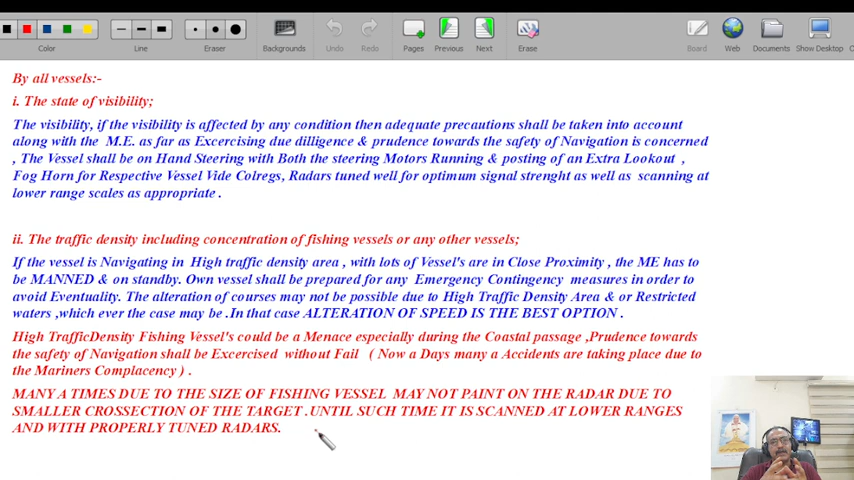 Color
Line
Eraser
Backgrounds
Undo
Redo
Pages
Previous
Next
Erase
Board
Web
Documents
Show Desktop
By all vessels:-
i. The state of visibility;
The visibility, if the visibility is affected by any condition then adequate precautions shall be taken into account
along with the M.E. as far as Excercising due dilligence & prudence towards the safety of Navigation is concerned
, The Vessel shall be on Hand Steering with Both the steering Motors Running & posting of an Extra Lookout ,
Fog Horn for Respective Vessel Vide Colregs, Radars tuned well for optimum signal strenght as well as scanning at
lower range scales as appropriate .
ii. The traffic density including concentration of fishing vessels or any other vessels;
If the vessel is Navigating in High traffic density area , with lots of Vessel's are in Close Proximity , the ME has to
be MANNED & on standby. Own vessel shall be prepared for any Emergency Contingency measures in order to
avoid Eventuality. The alteration of courses may not be possible due to High Traffic Density Area & or Restricted
waters ,which ever the case may be .In that case ALTERATION OF SPEED IS THE BEST OPTION .
High TrafficDensity Fishing Vessel's could be a Menace especially during the Coastal passage ,Prudence towards
the safety of Navigation shall be Excercised without Fail ( Now a Days many a Accidents are taking place due to
the Mariners Complacency ) .
MANY A TIMES DUE TO THE SIZE OF FISHING VESSEL MAY NOT PAINT ON THE RADAR DUE TO
SMALLER CROSSECTION OF THE TARGET .UNTIL SUCH TIME IT IS SCANNED AT LOWER RANGES
AND WITH PROPERLY TUNED RADARS.